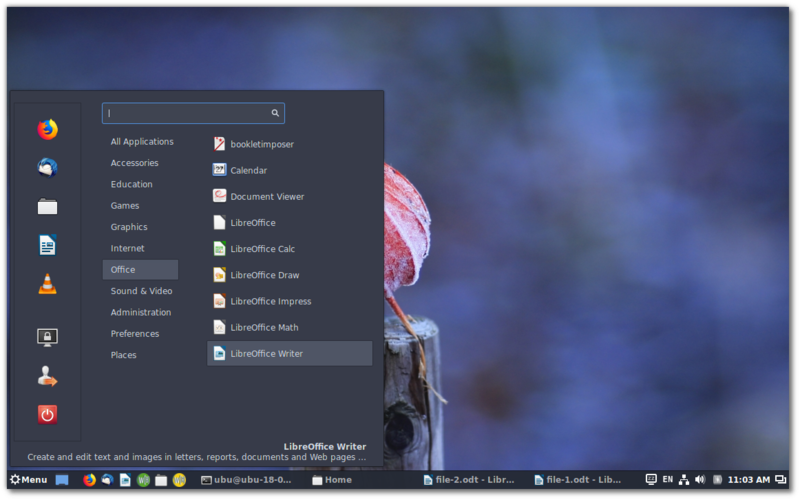 All Applications
Accessories
Education
Games
Graphics
Internet
Office
Sound & Video
Administration
Preferences
Places
bookletimposer
Calendar
Document Viewer
LibreOffice
LibreOffice Calc
LibreOffice Draw
LibreOffice Impress
LibreOffice Math
LibreOffice Writer
LibreOffice Writer
Create and edit text and images in letters, reports, documents and Web pages ...
Menu ubu@ubu-18-0... Home file-2.odt - Libr... file-1.odt - Lib... EN 11:03 AM